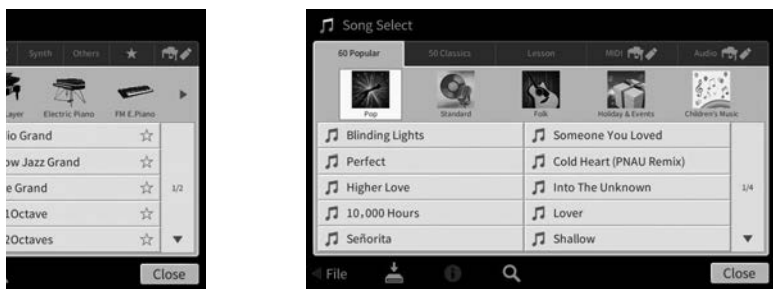 Synth Others
Layer Electric Piano FM E.Piano
io Grand
ow Jazz Grand
e Grand
1/2
1Octave
2Octaves
Close
Song Select
60 Popular 50 Classics Lesson MIDI Audio
Pop Standard Folk Holiday & Events Children's Music
Blinding Lights Someone You Loved
Perfect Cold Heart (PNAU Remix)
Higher Love Into The Unknown 1/4
10,000 Hours Lover
Señorita Shallow
File Close